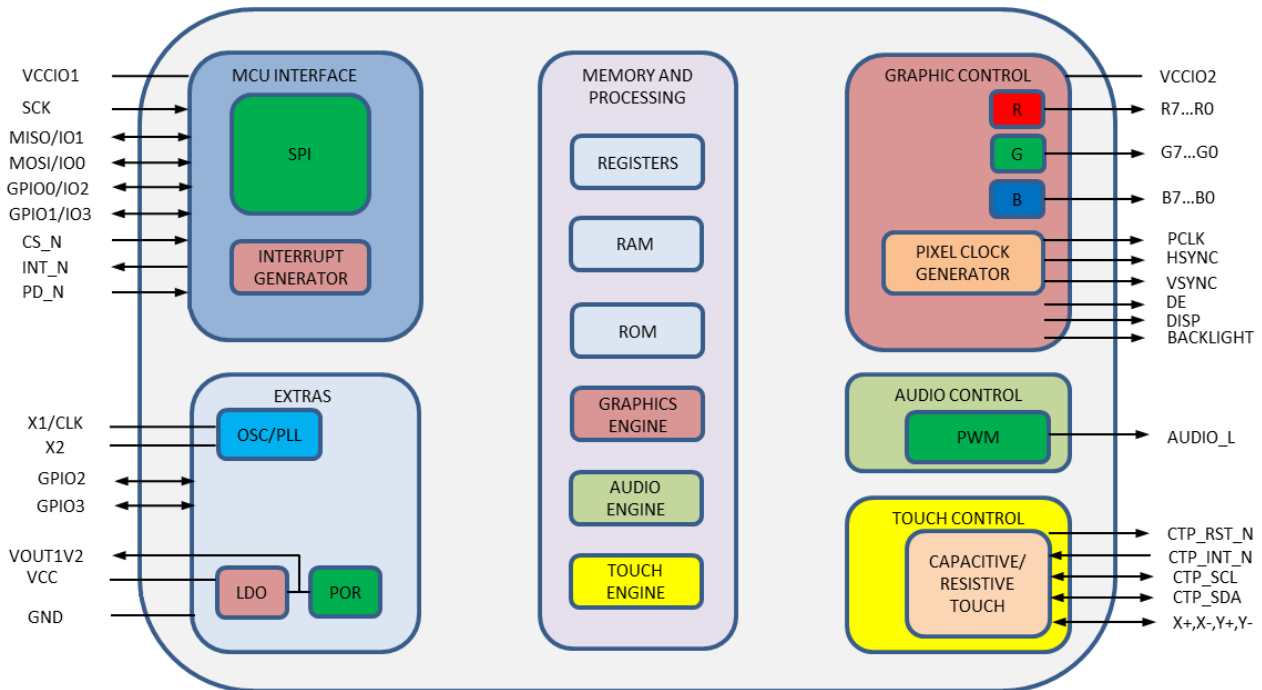 VCCIO1
SCK
MISO/IO1
MOSI/IO0
GPIO0/IO2
GPIO1/IO3
CS_N
INT_N
PD_N
MCU INTERFACE
SPI
INTERRUPT
GENERATOR
X1/CLK
X2
GPIO2
GPIO3
VOUT1V2
VCC
GND
EXTRAS
OSC/PLL
LDO
POR
MEMORY AND
PROCESSING
REGISTERS
RAM
ROM
GRAPHICS
ENGINE
AUDIO
ENGINE
TOUCH
ENGINE
GRAPHIC CONTROL
R
G
B
PIXEL CLOCK
GENERATOR
VCCIO2
R7...R0
G7...G0
B7...B0
PCLK
HSYNC
VSYNC
DE
DISP
BACKLIGHT
AUDIO CONTROL
PWM
AUDIO_L
TOUCH CONTROL
CAPACITIVE/
RESISTIVE
TOUCH
CTP_RST_N
CTP_INT_N
CTP_SCL
CTP_SDA
X+,X-,Y+,Y-